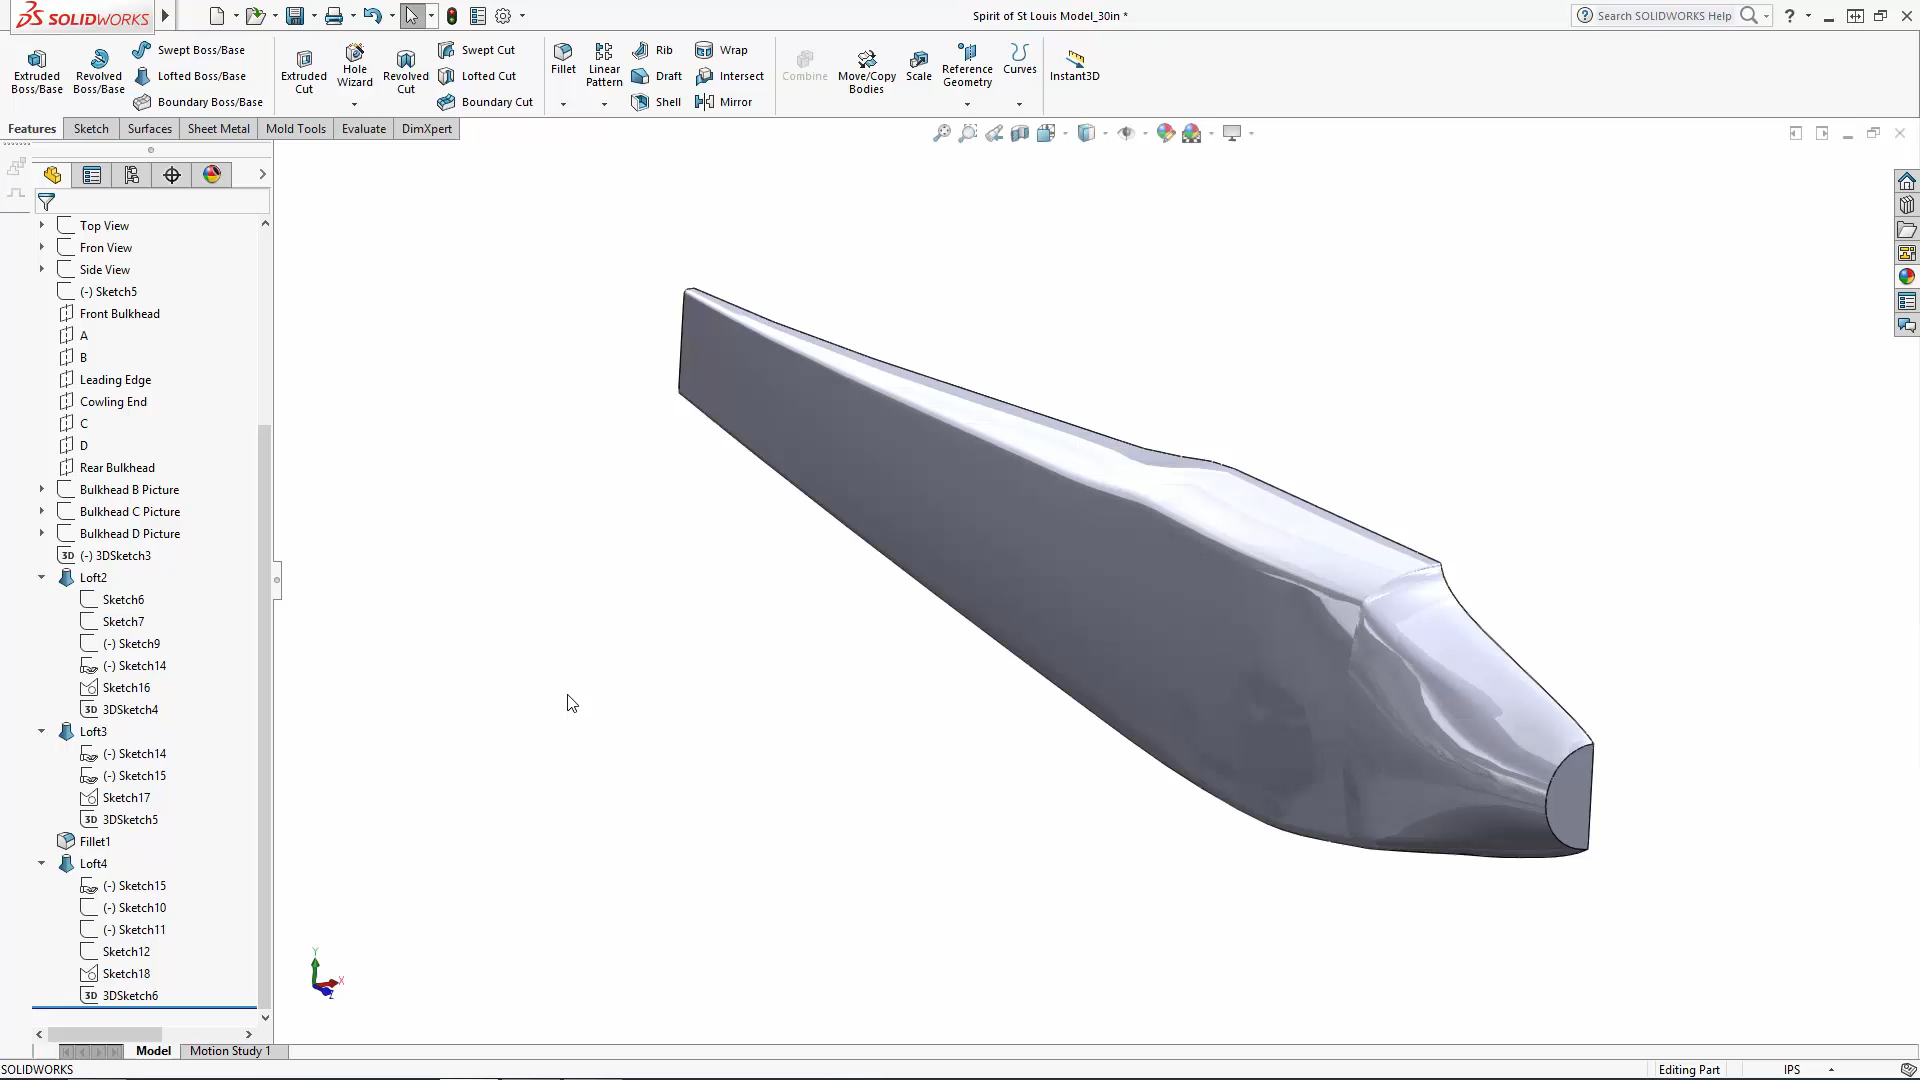 SOLIDWORKS
Spirit of St Louis Model_30in *
Search SOLIDWORKS Help
Extruded Boss/Base
Revolved Boss/Base
Swept Boss/Base
Lofted Boss/Base
Boundary Boss/Base
Extruded Cut
Hole Wizard
Revolved Cut
Swept Cut
Lofted Cut
Boundary Cut
Fillet
Linear Pattern
Rib
Draft
Shell
Wrap
Intersect
Mirror
Combine
Move/Copy Bodies
Scale
Reference Geometry
Curves
Instant3D
Features
Sketch
Surfaces
Sheet Metal
Mold Tools
Evaluate
DimXpert
Top View
Fron View
Side View
(-) Sketch5
Front Bulkhead
A
B
Leading Edge
Cowling End
C
D
Rear Bulkhead
Bulkhead B Picture
Bulkhead C Picture
Bulkhead D Picture
3D (-) 3DSketch3
Loft2
Sketch6
Sketch7
(-) Sketch9
(-) Sketch14
Sketch16
3D 3DSketch4
Loft3
(-) Sketch14
(-) Sketch15
Sketch17
3D 3DSketch5
Fillet1
Loft4
(-) Sketch15
(-) Sketch10
(-) Sketch11
Sketch12
Sketch18
3D 3DSketch6
Y
X
Z
Model
Motion Study 1
SOLIDWORKS
Editing Part
IPS